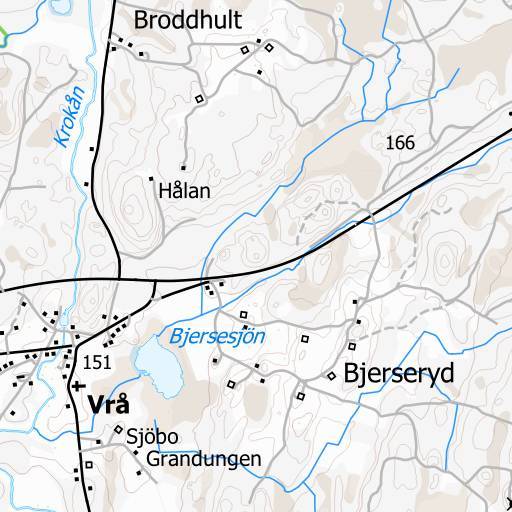 Broddhult
Krokån
166
Hålan
Bjersesjön
151
Bjerseryd
Vrå
Sjöbo
Grandungen